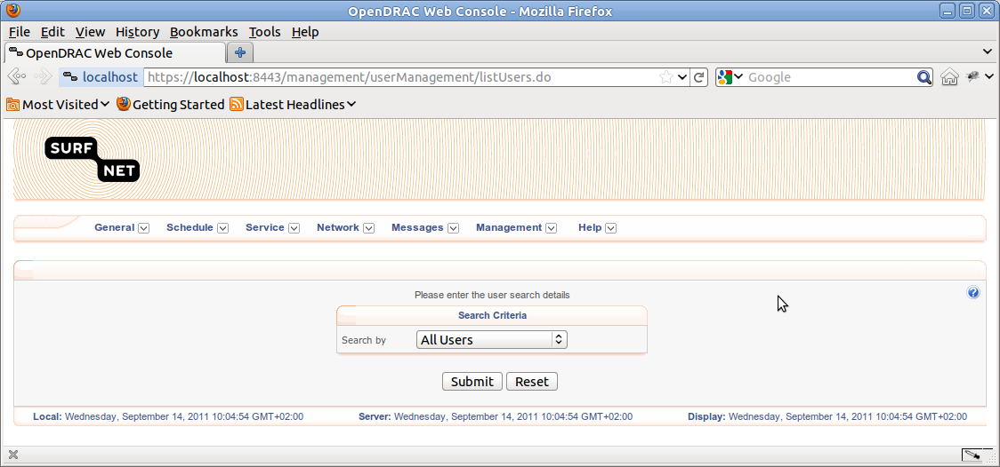 OpenDRAC Web Console - Mozilla Firefox
File Edit View History Bookmarks Tools Help
OpenDRAC Web Console
localhost https://localhost:8443/management/userManagement/listUsers.do Google
Most Visited Getting Started Latest Headlines
SURF
NET
General Schedule Service Network Messages Management Help
Please enter the user search details
Search Criteria
Search by All Users
Submit Reset
Local: Wednesday, September 14, 2011 10:04:54 GMT+02:00 Server: Wednesday, September 14, 2011 10:04:54 GMT+02:00 Display: Wednesday, September 14, 2011 10:04:54 GMT+02:00